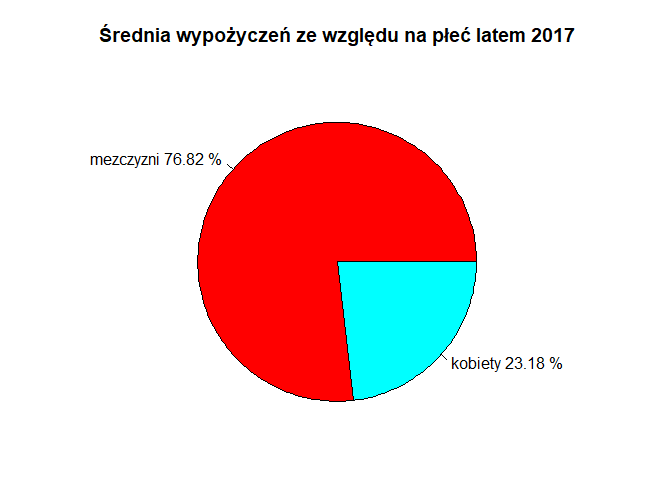 Średnia wypożyczeń ze względu na płeć latem 2017
mezczyzni 76.82 %
kobiety 23.18 %